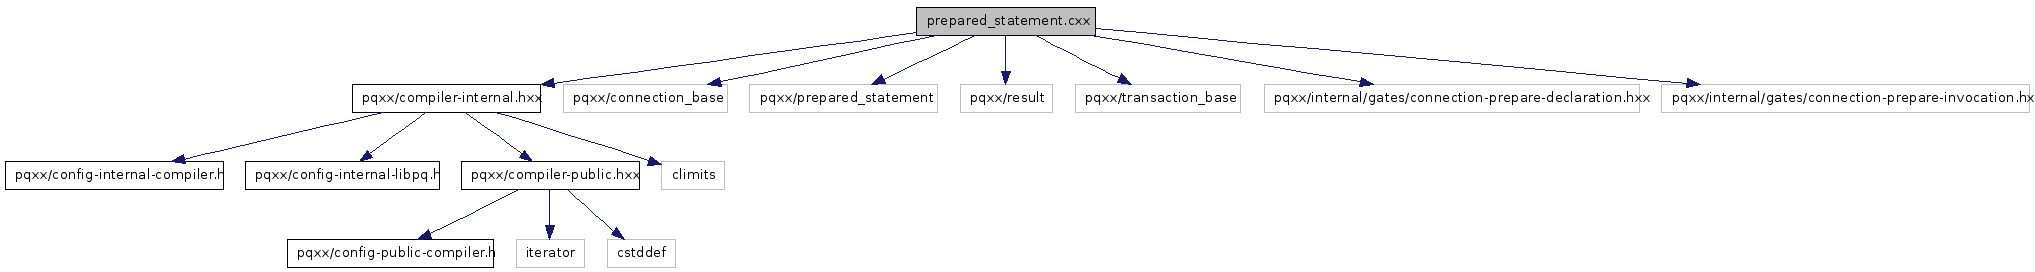 prepared_statement.cxx
pqxx/compiler-internal.hxx
pqxx/connection_base
pqxx/prepared_statement
pqxx/result
pqxx/transaction_base
pqxx/internal/gates/connection-prepare-declaration.hxx
pqxx/internal/gates/connection-prepare-invocation.hx
pqxx/config-internal-compiler.h
pqxx/config-internal-libpq.h
pqxx/compiler-public.hxx
climits
pqxx/config-public-compiler.h
iterator
cstddef